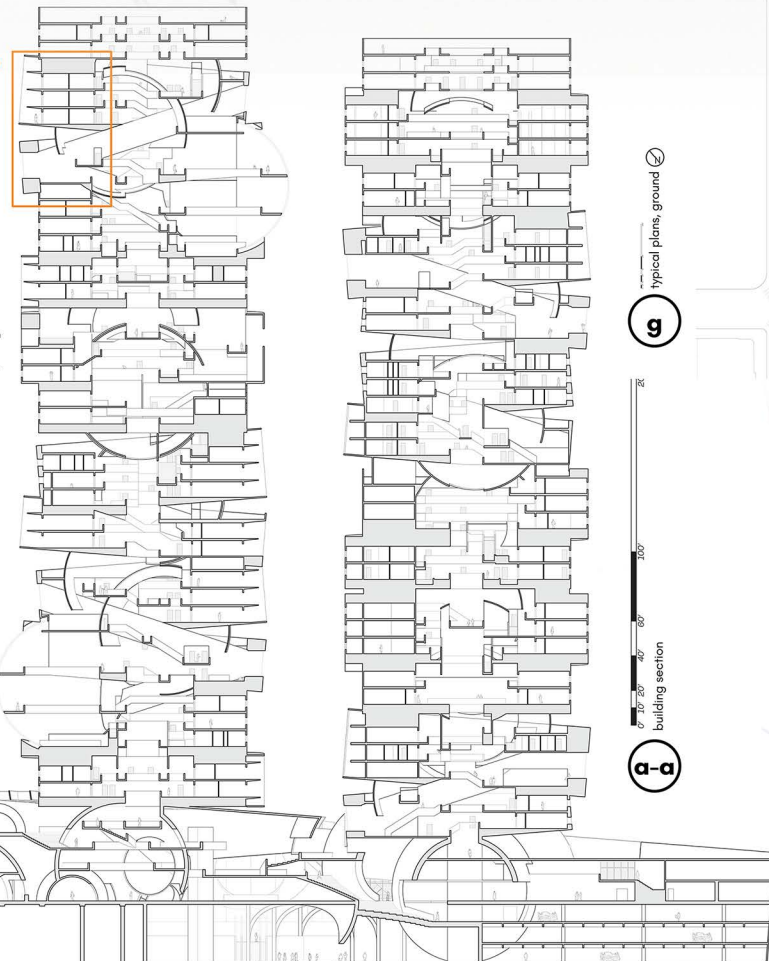 typical plans, ground
N
g
100'
60'
40'
20'
10'
0'
building section
a-a